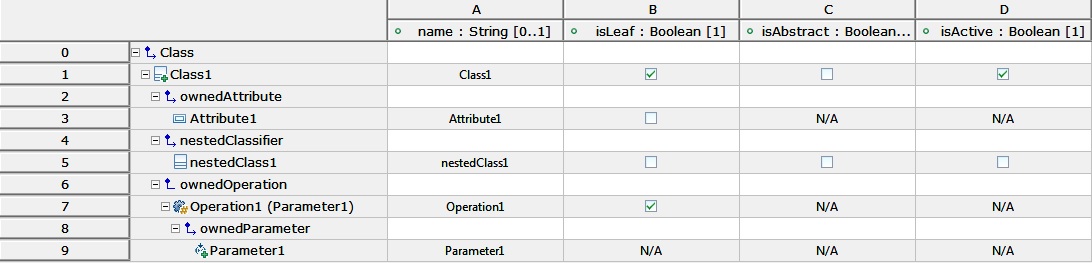 A B C D
name : String [0..1] isLeaf : Boolean [1] isAbstract : Boolean... isActive : Boolean [1]
0 Class
1 Class1 Class1
2 ownedAttribute
3 Attribute1 Attribute1 N/A N/A
4 nestedClassifier
5 nestedClass1 nestedClass1
6 ownedOperation
7 Operation1 (Parameter1) Operation1 N/A N/A
8 ownedParameter
9 Parameter1 Parameter1 N/A N/A N/A